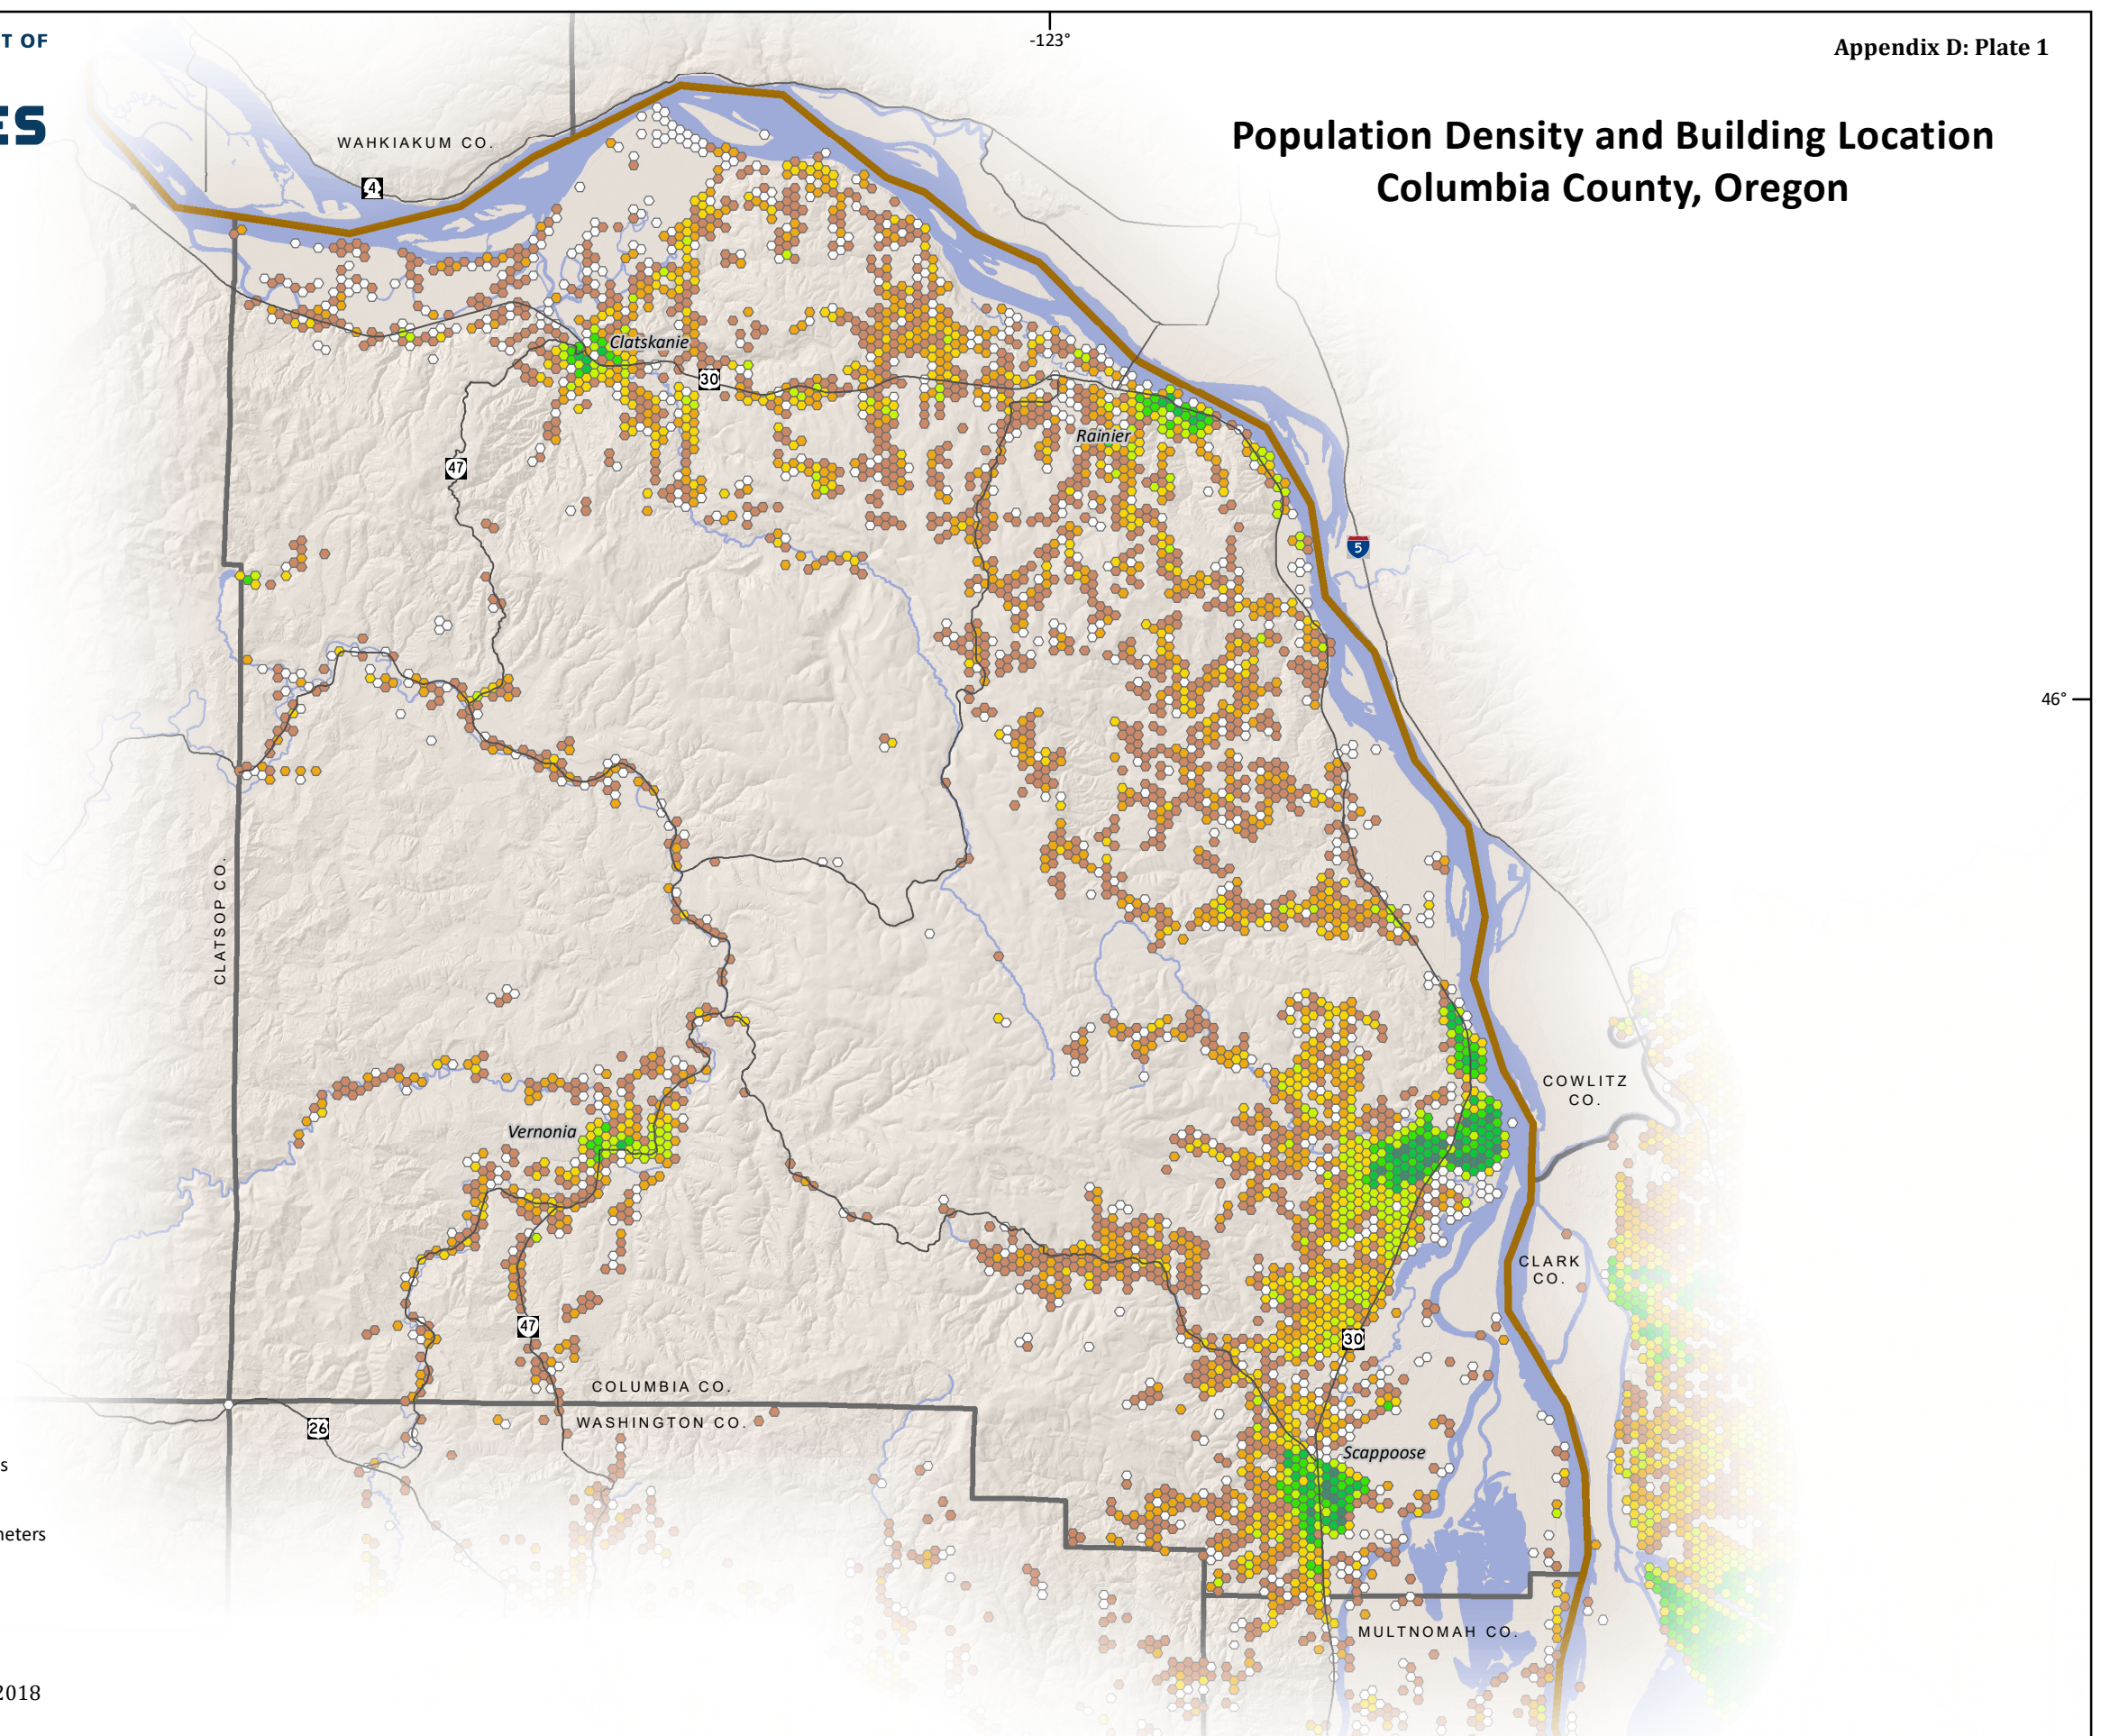 T OF
ES
-123°
Appendix D: Plate 1
Population Density and Building Location
Columbia County, Oregon
WAHKIAKUM CO.
4
Clatskanie
30
Rainier
47
5
46°
CLATSOP CO.
COWLITZ
CO.
Vernonia
CLARK
CO.
47
30
COLUMBIA CO.
WASHINGTON CO.
26
Scappoose
s
neters
MULTNOMAH CO.
2018